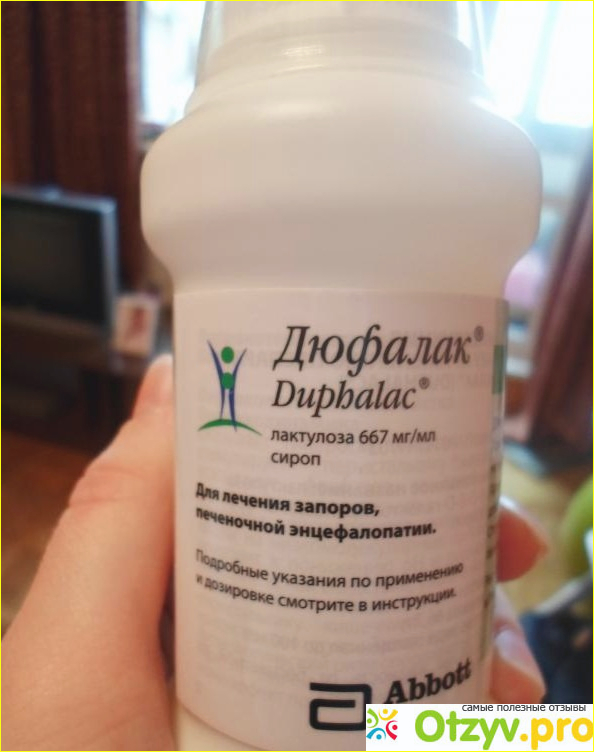 Дюфалак®
Duphalac®
лактулоза 667 мг/мл
сироп
Для лечения запоров,
печеночной энцефалопатии.
Подробные указания по применению
и дозировке смотрите в инструкции.
Abbott
самые полезные отзывы
Otzyv.pro